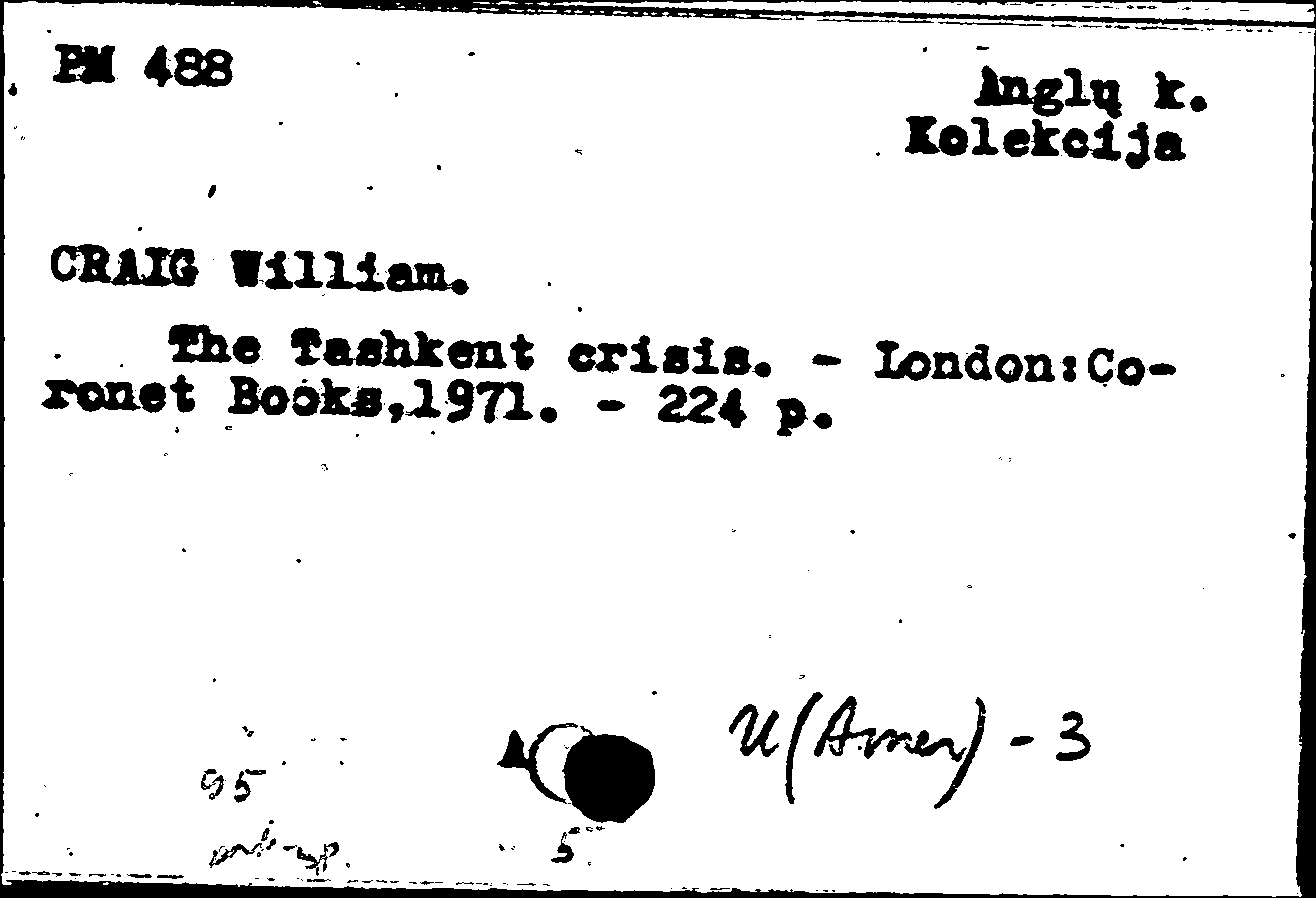 PM 488
Anglų k.
Kolekcija
CRAIG William.
The Tashkent crisis. - London:Co-
ronet Books,1971. - 224 p.
U(Amer) - 3
95
5